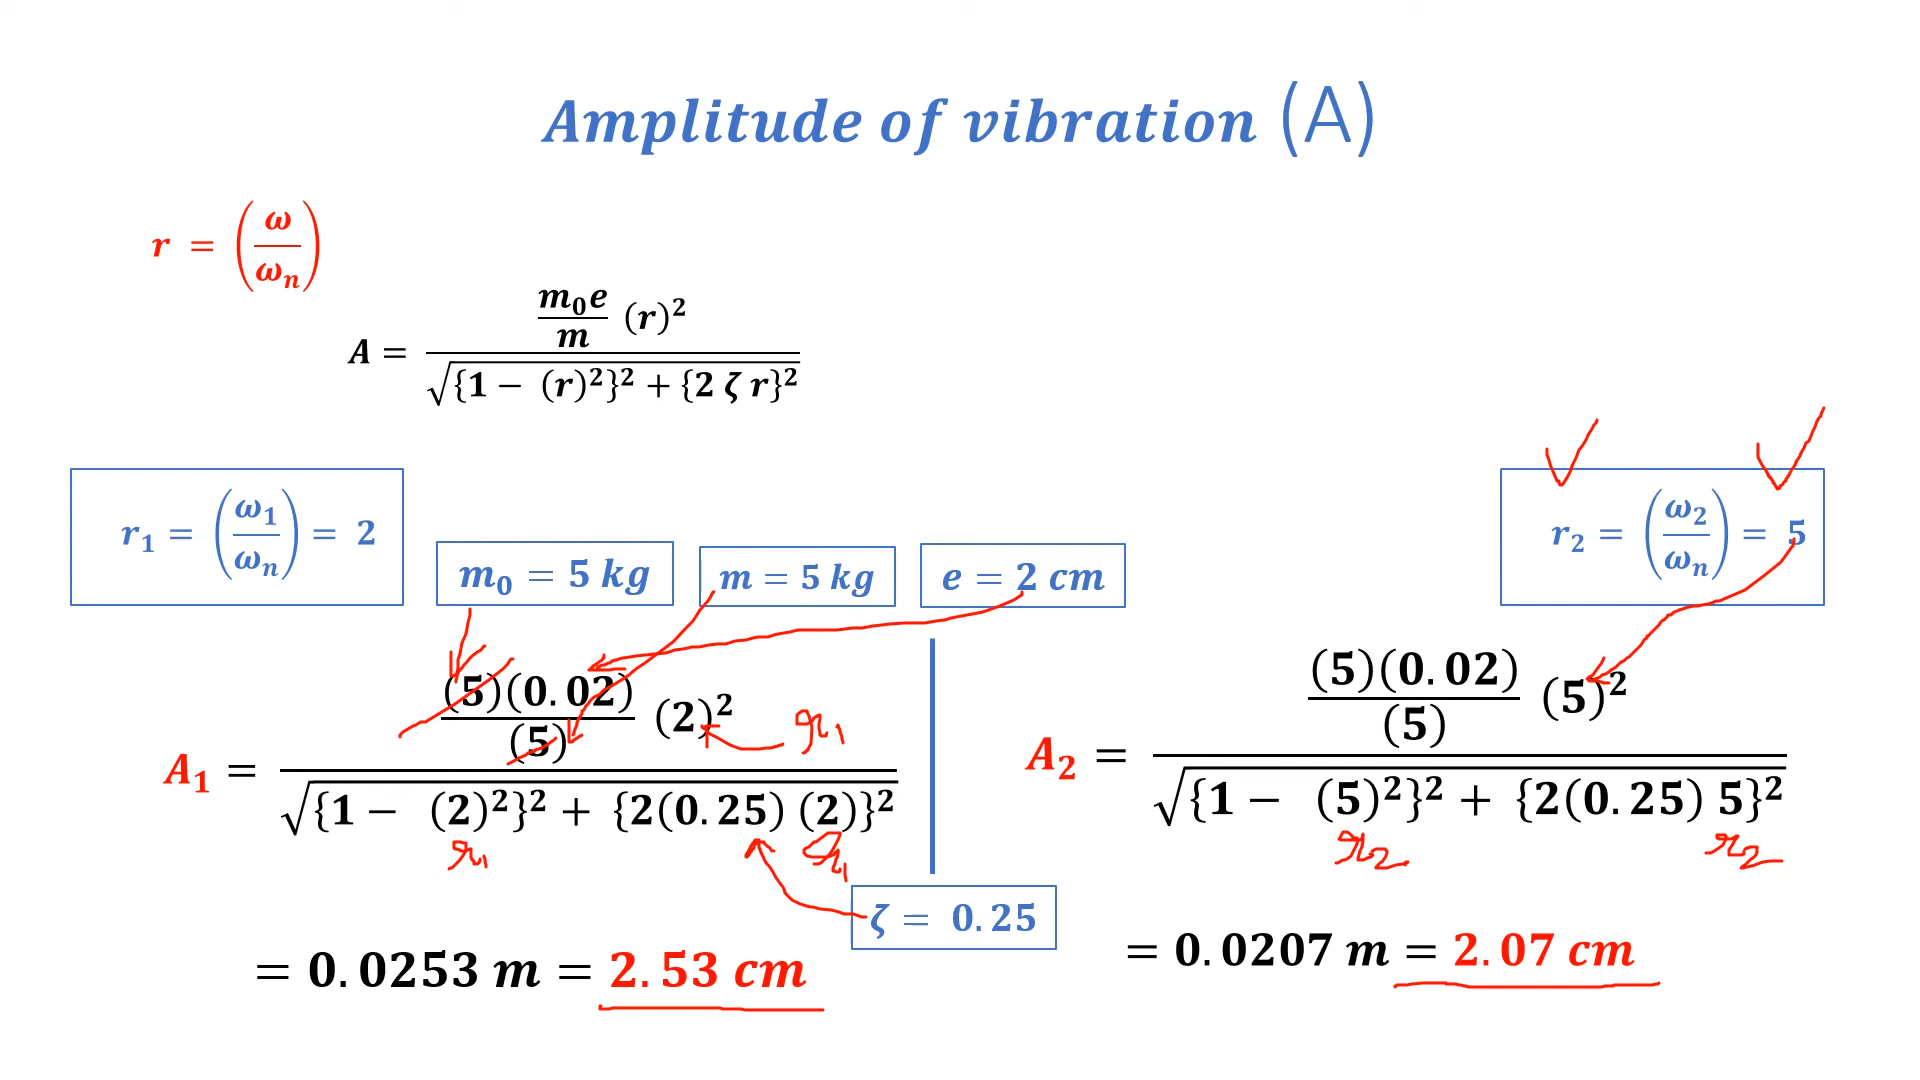 Amplitude of vibration (A)
r = (ω/ωₙ)
A = (m₀e/m (r)²) / √({1 − (r)²}² + {2 ζ r}²)
r₁ = (ω₁/ωₙ) = 2
m₀ = 5 kg
m = 5 kg
e = 2 cm
r₂ = (ω₂/ωₙ) = 5
A₁ = ((5)(0.02)/(5) (2)²) / √({1 − (2)²}² + {2(0.25) (2)}²)
r₁
r₁
r₁
ζ = 0.25
= 0.0253 m = 2.53 cm
A₂ = ((5)(0.02)/(5) (5)²) / √({1 − (5)²}² + {2(0.25) 5}²)
r₂
r₂
= 0.0207 m = 2.07 cm